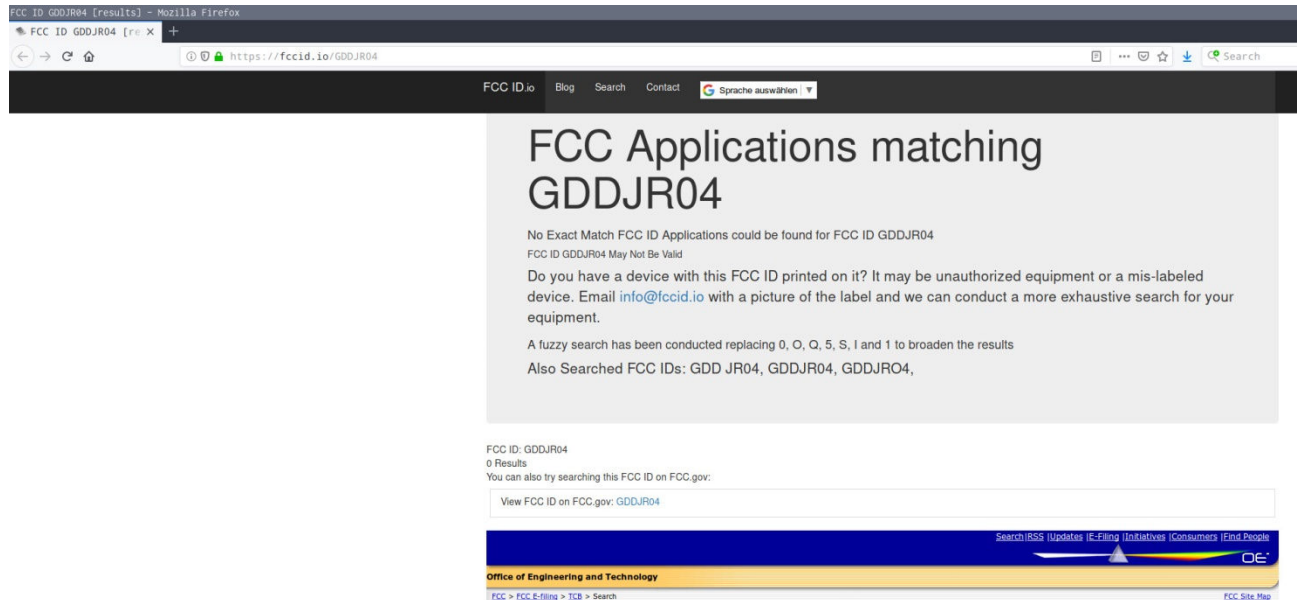 FCC ID GDDJR04 [results] - Mozilla Firefox
FCC ID GDDJR04 [re
https://fccid.io/GDDJR04
Search
FCC ID.io Blog Search Contact Sprache auswählen
FCC Applications matching
GDDJR04
No Exact Match FCC ID Applications could be found for FCC ID GDDJR04
FCC ID GDDJR04 May Not Be Valid
Do you have a device with this FCC ID printed on it? It may be unauthorized equipment or a mis-labeled
device. Email info@fccid.io with a picture of the label and we can conduct a more exhaustive search for your
equipment.
A fuzzy search has been conducted replacing 0, O, Q, 5, S, I and 1 to broaden the results
Also Searched FCC IDs: GDD JR04, GDDJR04, GDDJRO4,
FCC ID: GDDJR04
0 Results
You can also try searching this FCC ID on FCC.gov:
View FCC ID on FCC.gov: GDDJR04
Search|RSS |Updates |E-Filing |Initiatives |Consumers |Find People
OE
Office of Engineering and Technology
FCC > FCC E-filing > TCB > Search FCC Site Map